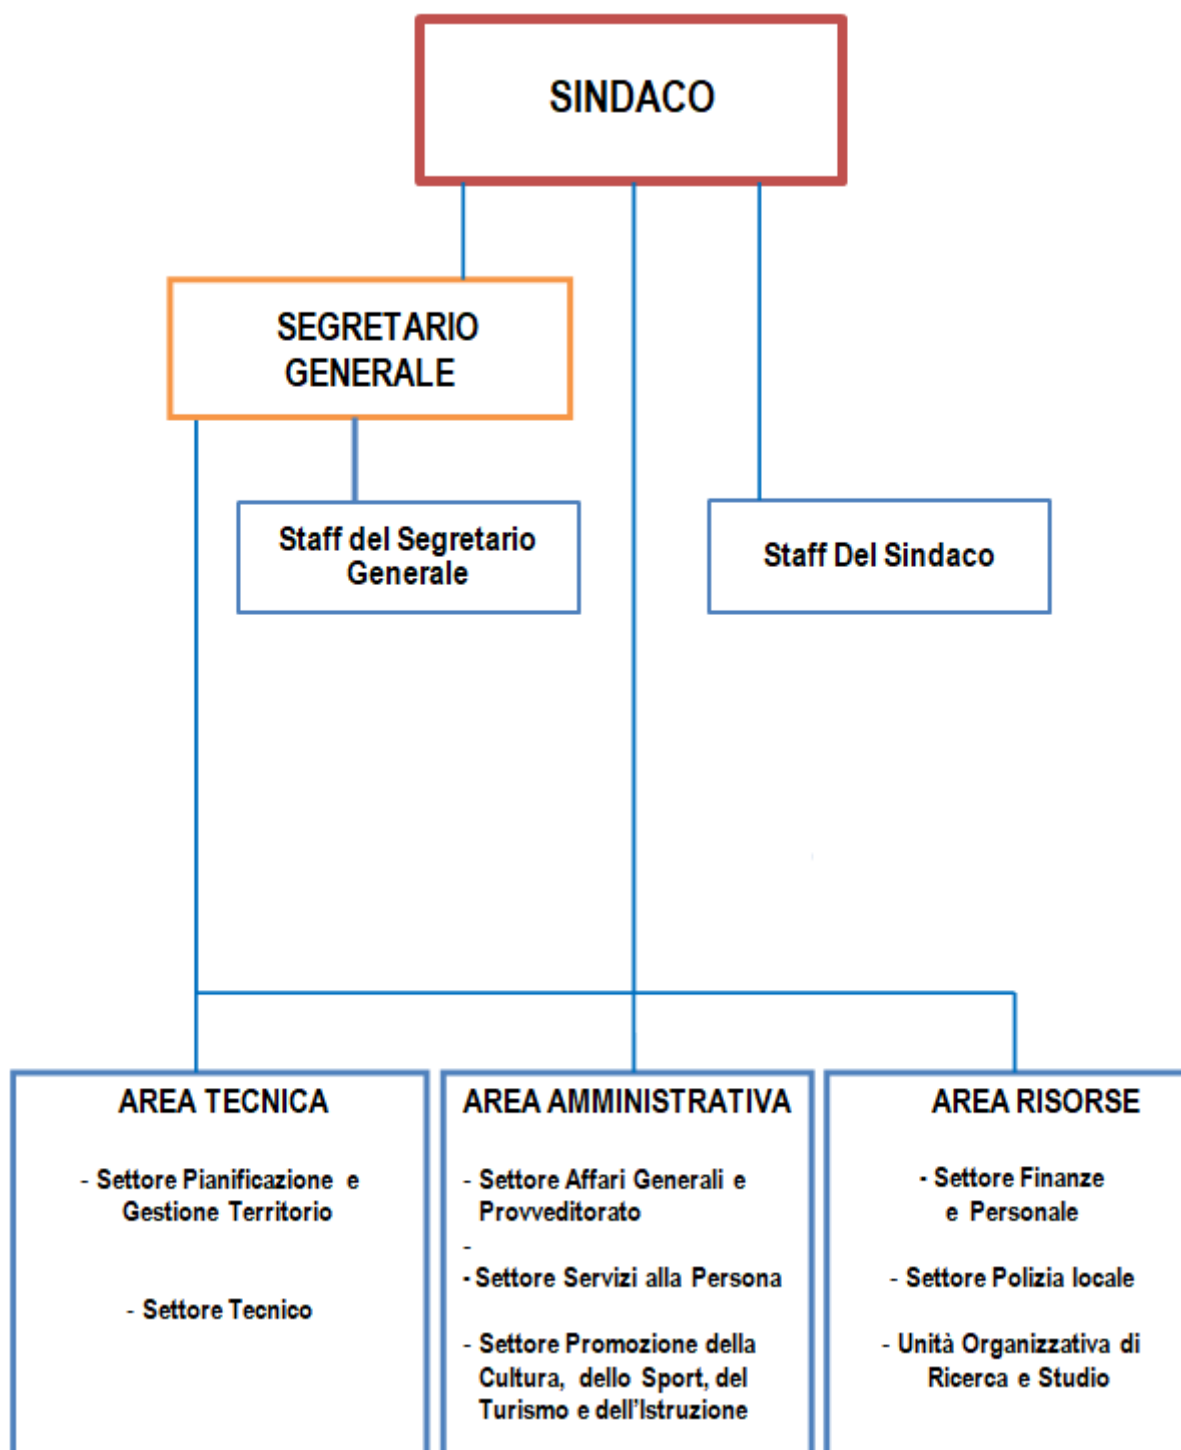 SINDACO
SEGRETARIO
GENERALE
Staff del Segretario
Generale
Staff Del Sindaco
AREA TECNICA
- Settore Pianificazione e
Gestione Territorio
- Settore Tecnico
AREA AMMINISTRATIVA
- Settore Affari Generali e
Provveditorato
-
- Settore Servizi alla Persona
- Settore Promozione della
Cultura, dello Sport, del
Turismo e dell'Istruzione
AREA RISORSE
- Settore Finanze
e Personale
- Settore Polizia locale
- Unità Organizzativa di
Ricerca e Studio